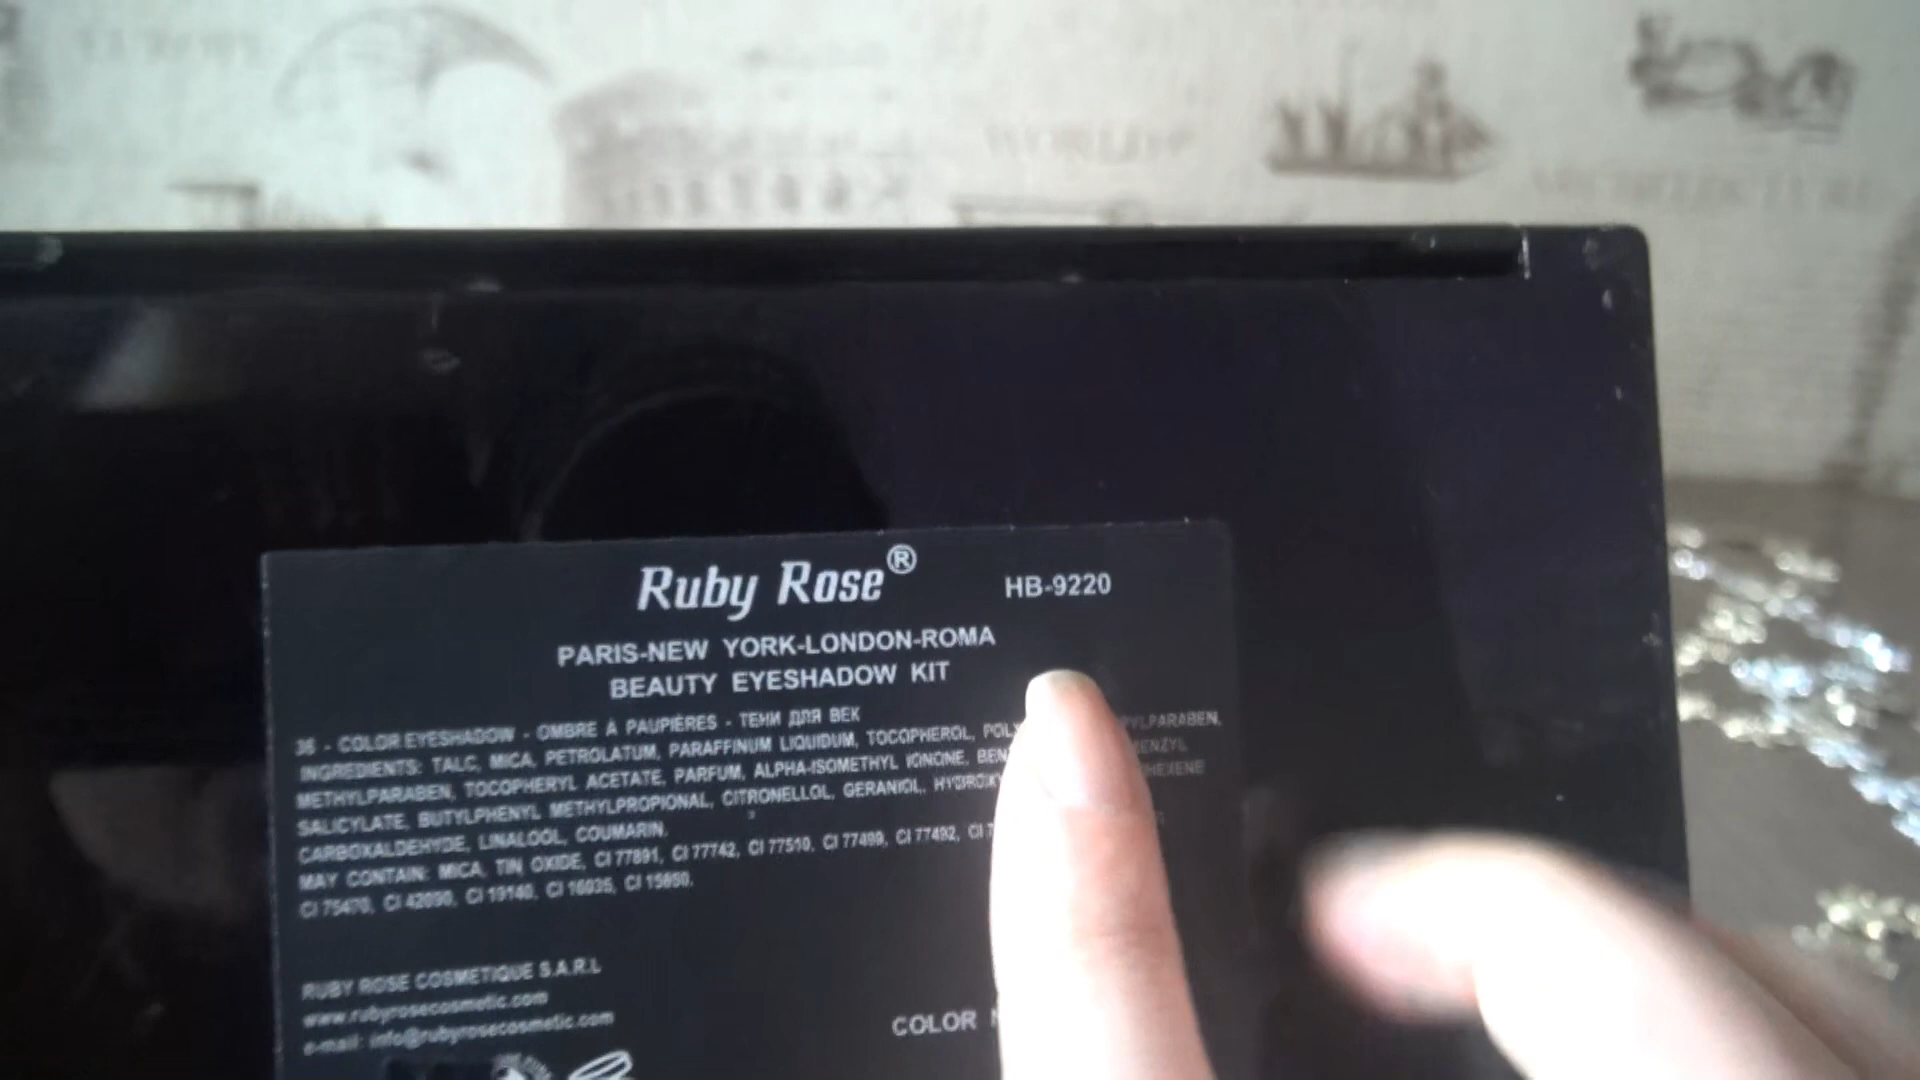 WORLD
ARCHITECTURE
Ruby Rose®
HB-9220
PARIS-NEW YORK-LONDON-ROMA
BEAUTY EYESHADOW KIT
36 - COLOR EYESHADOW - OMBRE À PAUPIÈRES - ТЕНИ ДЛЯ ВЕК
INGREDIENTS: TALC, MICA, PETROLATUM, PARAFFINUM LIQUIDUM, TOCOPHEROL,
METHYLPARABEN, TOCOPHERYL ACETATE, PARFUM, ALPHA-ISOMETHYL IONONE,
SALICYLATE, BUTYLPHENYL METHYLPROPIONAL, CITRONELLOL, GERANIOL,
CARBOXALDEHYDE, LINALOOL, COUMARIN.
MAY CONTAIN: MICA, TIN OXIDE, CI 77891, CI 77742, CI 77510, CI 77499, CI 77492,
CI 75470, CI 42090, CI 19140, CI 16035, CI 15850.
RUBY ROSE COSMETIQUE S.A.R.L
www.rubyrosecosmetic.com
e-mail: info@rubyrosecosmetic.com
COLOR